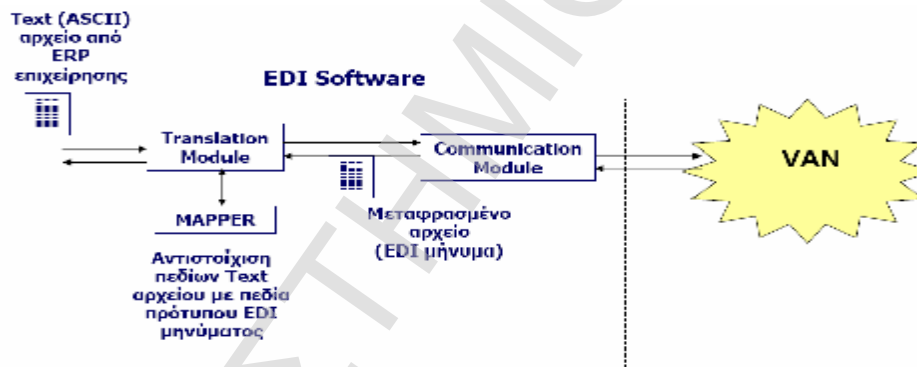 Text (ASCII)
αρχείο από
ERP
επιχείρησης
EDI Software
Translation
Module
Communication
Module
VAN
MAPPER
Μεταφρασμένο
αρχείο
(EDI μήνυμα)
Αντιστοίχιση
πεδίων Text
αρχείου με πεδία
πρότυπου EDI
μηνύματος